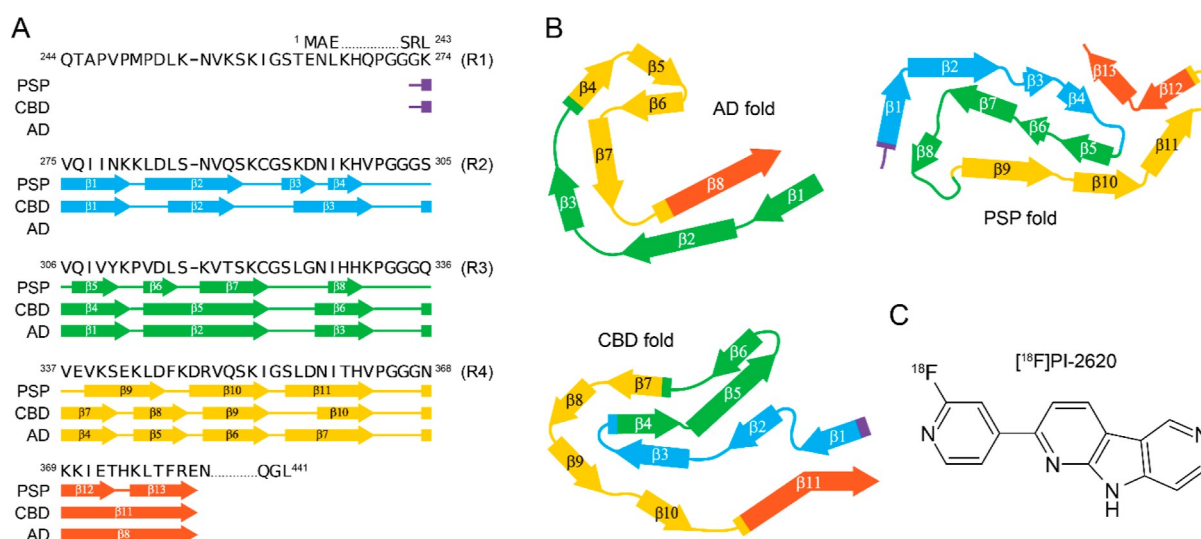 A
1 MAE..............SRL 243
244 QTAPVPMPDLK-NVKSKIGSTENLKHQPGGGK 274 (R1)
PSP
CBD
AD
275 VQIINKKLDLS-NVQSKCGSKDNIKHVPGGGS 305 (R2)
PSP β1 β2 β3 β4
CBD β1 β2 β3
AD
306 VQIVYKPVDLS-KVTSKCGSLGNIHHKPGGGQ 336 (R3)
PSP β5 β6 β7 β8
CBD β4 β5 β6
AD β1 β2 β3
337 VEVKSEKLDFKDRVQSKIGSLDNITHVPGGGN 368 (R4)
PSP β9 β10 β11
CBD β7 β8 β9 β10
AD β4 β5 β6 β7
369 KKIETHKLTFREN..........QGL 441
PSP β12 β13
CBD β11
AD β8
B
β5
β4
β6
AD fold
β7
β8
β3
β1
β2
β2
β13
β3
β12
β1
β7
β4
β6
β11
β8
β5
β9
β10
PSP fold
CBD fold
β6
β7
β8
β5
β4
β2
β1
β3
β9
β11
β10
C
[18F]PI-2620
18F
N
N
N
N
H